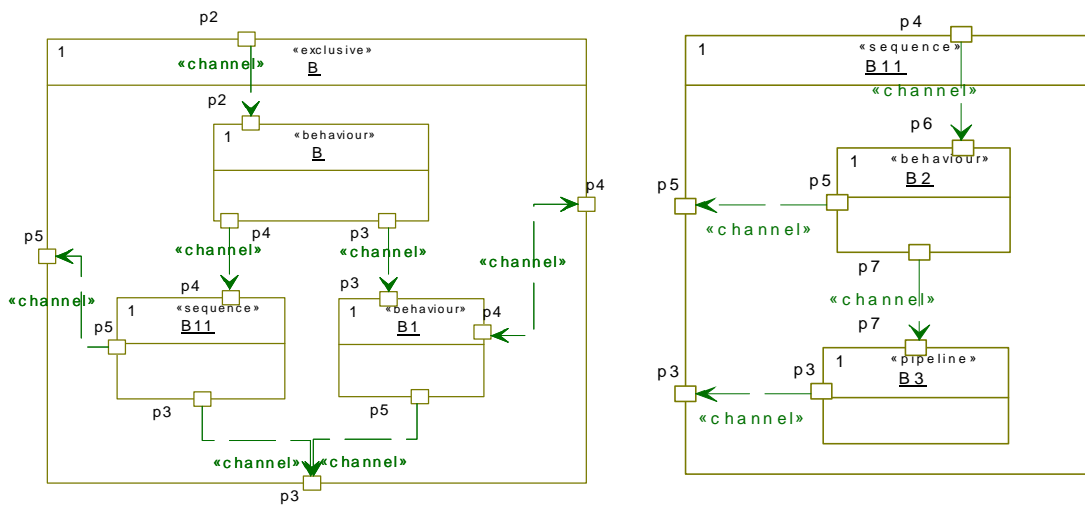 p2
1
«exclusive»
B
«channel»
p2
1
«behaviour»
B
p4
p3
p4
«channel»
«channel»
«channel»
p5
«channel»
p4
p3
1
«sequence»
B11
p5
1
«behaviour»
B1
p4
p3
p5
«channel»
«channel»
p3
p4
1
«sequence»
B11
«channel»
p6
1
«behaviour»
B2
p5
p5
«channel»
p7
«channel»
p7
1
«pipeline»
B3
p3
p3
«channel»